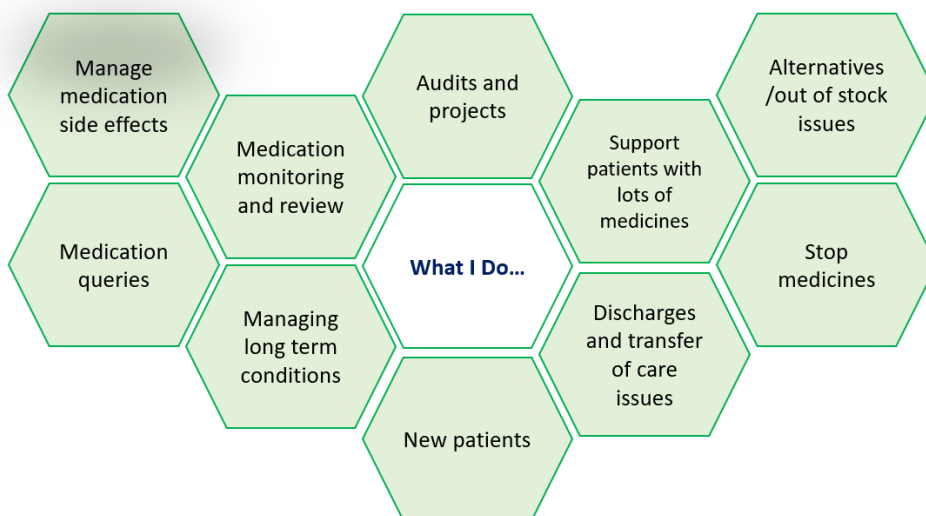 Manage
medication
side effects
Medication
queries
Medication
monitoring
and review
Managing
long term
conditions
Audits and
projects
What I Do...
New patients
Support
patients with
lots of
medicines
Discharges
and transfer
of care
issues
Alternatives
/out of stock
issues
Stop
medicines